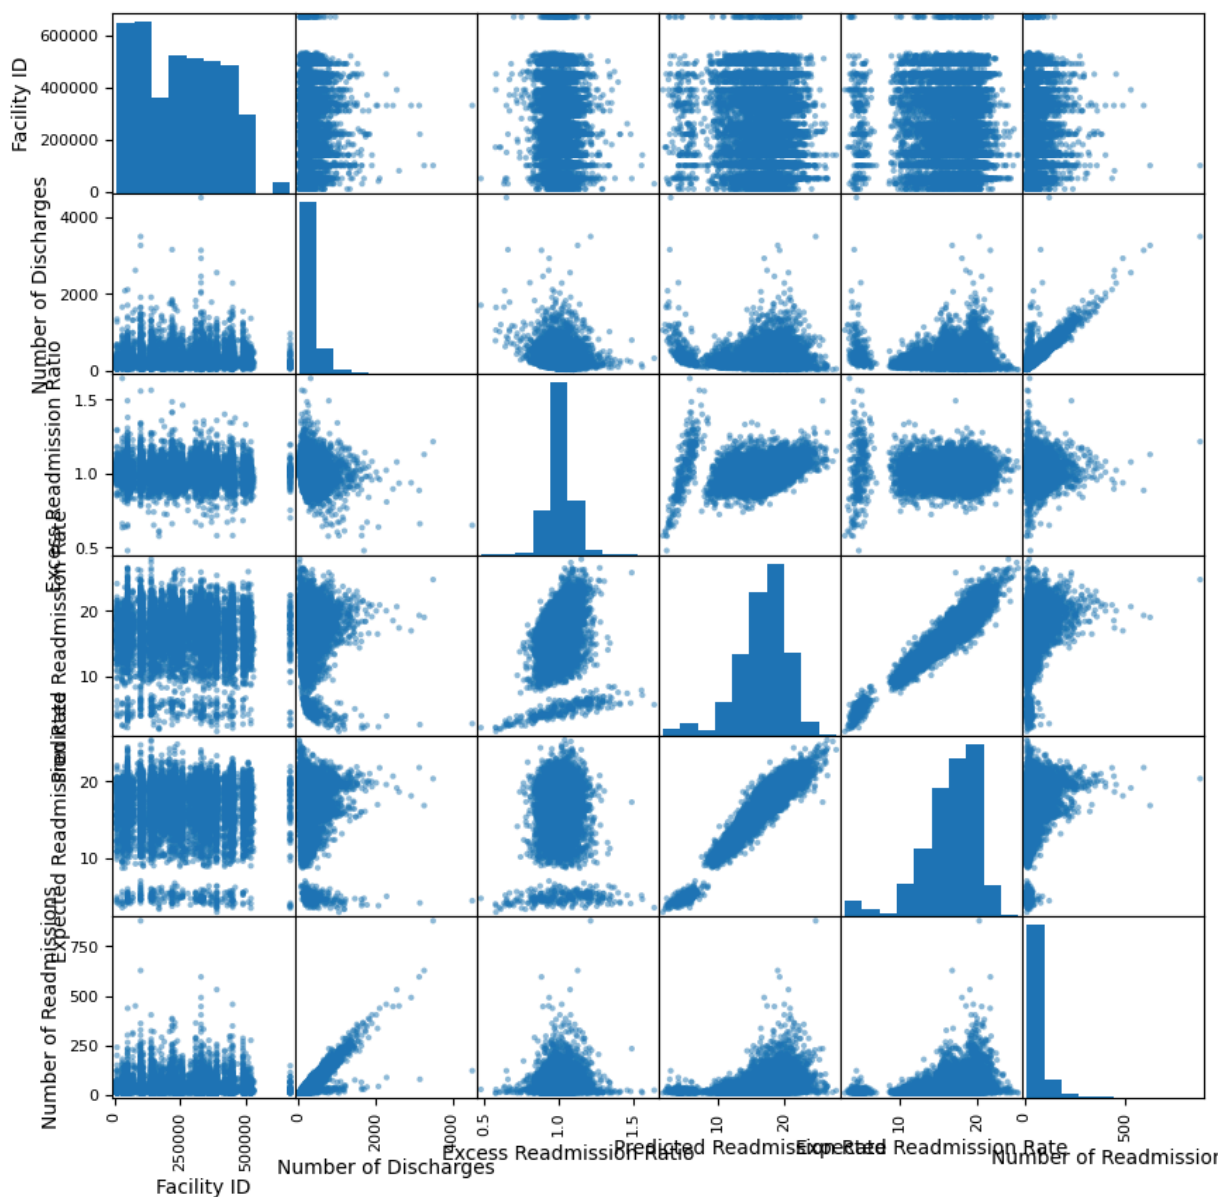 600000
400000
200000
0
Facility ID
4000
2000
0
Number of Discharges
1.5
1.0
0.5
Excess Readmission Ratio
20
10
Predicted Readmission Rate
20
10
Expected Readmission Rate
750
500
250
0
Number of Readmissions
0
250000
500000
Facility ID
0
2000
4000
Number of Discharges
0.5
1.0
1.5
Excess Readmission Ratio
10
20
Predicted Readmission Rate
10
20
Expected Readmission Rate
0
500
Number of Readmission